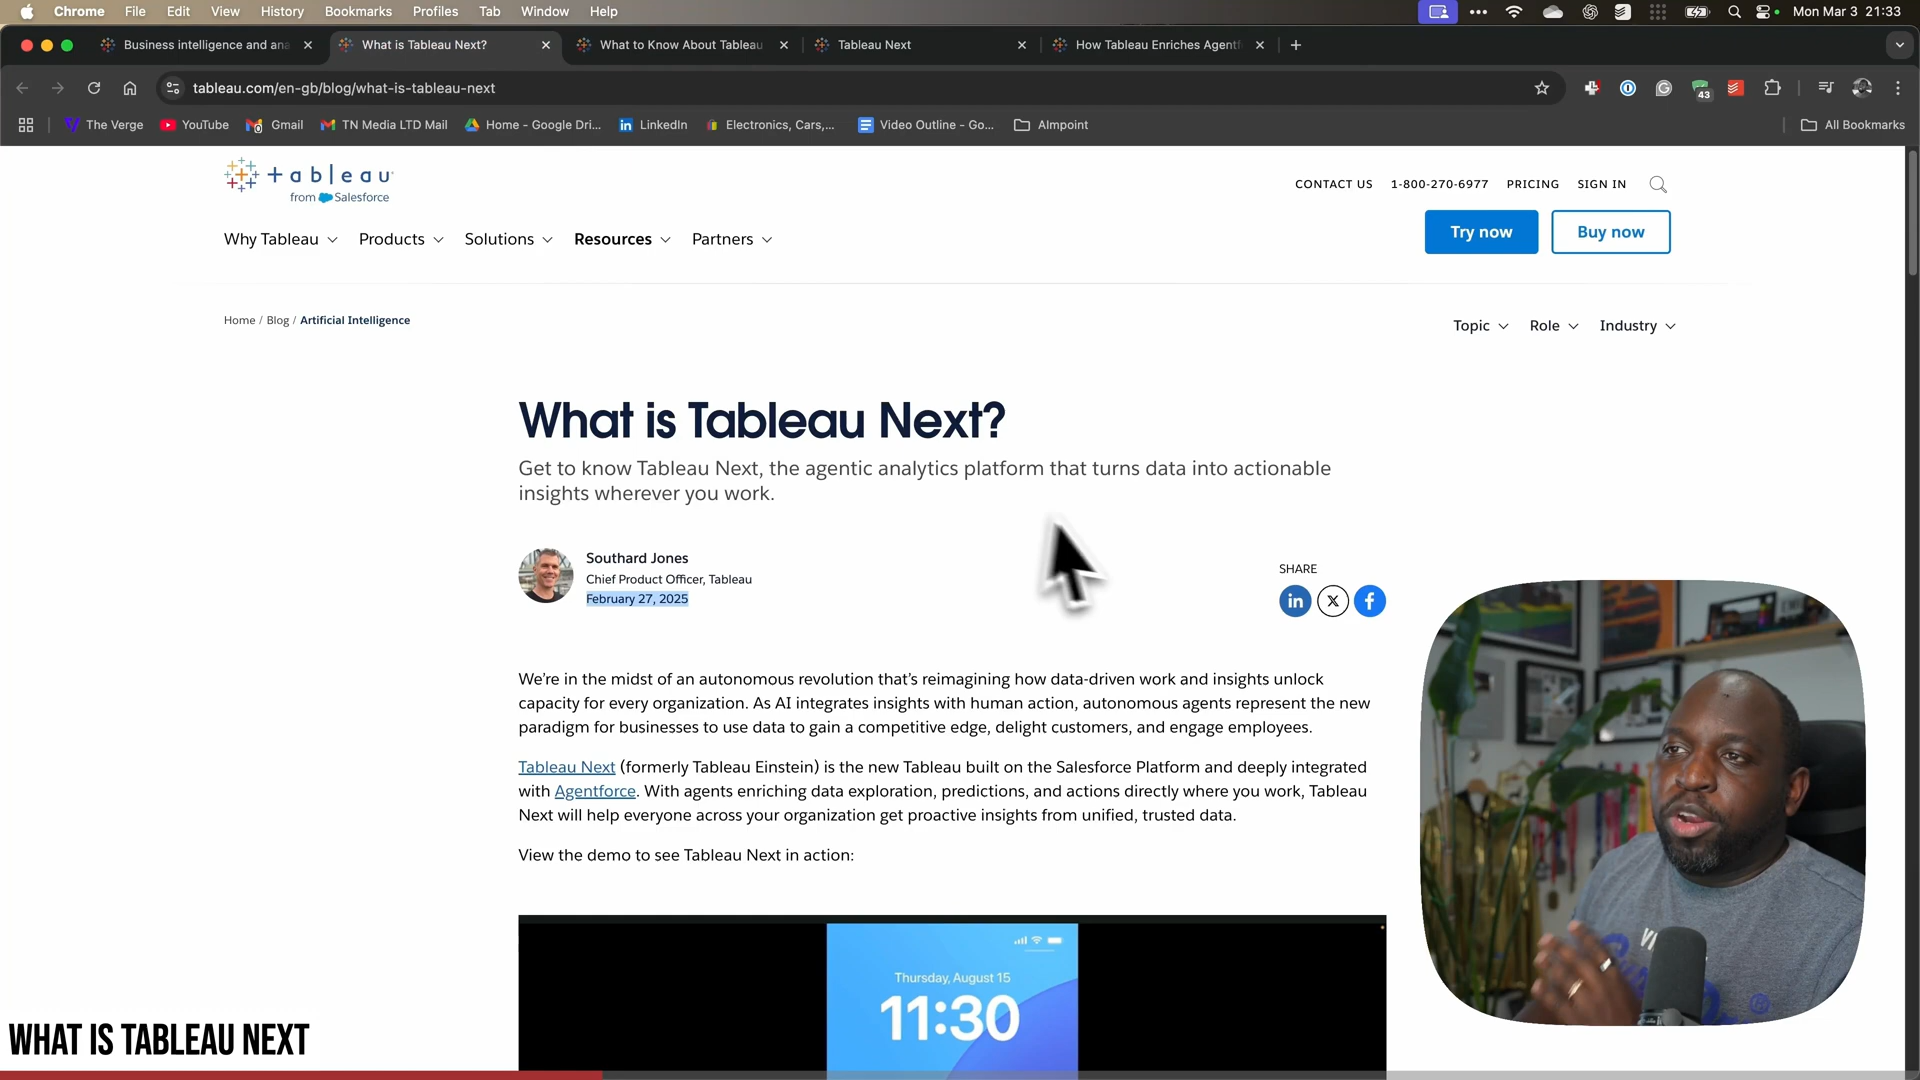 Chrome File Edit View History Bookmarks Profiles Tab Window Help
Mon Mar 3 21:33
Business intelligence and ana
What is Tableau Next?
What to Know About Tableau
Tableau Next
How Tableau Enriches Agentf
tableau.com/en-gb/blog/what-is-tableau-next
43
The Verge
YouTube
Gmail
TN Media LTD Mail
Home - Google Dri...
LinkedIn
Electronics, Cars,...
Video Outline - Go...
AImpoint
All Bookmarks
tableau
from Salesforce
CONTACT US 1-800-270-6977 PRICING SIGN IN
Why Tableau Products Solutions Resources Partners
Try now Buy now
Home / Blog / Artificial Intelligence
Topic Role Industry
What is Tableau Next?
Get to know Tableau Next, the agentic analytics platform that turns data into actionable
insights wherever you work.
Southard Jones
Chief Product Officer, Tableau
February 27, 2025
SHARE
We're in the midst of an autonomous revolution that's reimagining how data-driven work and insights unlock
capacity for every organization. As AI integrates insights with human action, autonomous agents represent the new
paradigm for businesses to use data to gain a competitive edge, delight customers, and engage employees.
Tableau Next (formerly Tableau Einstein) is the new Tableau built on the Salesforce Platform and deeply integrated
with Agentforce. With agents enriching data exploration, predictions, and actions directly where you work, Tableau
Next will help everyone across your organization get proactive insights from unified, trusted data.
View the demo to see Tableau Next in action:
Thursday, August 15
11:30
WHAT IS TABLEAU NEXT